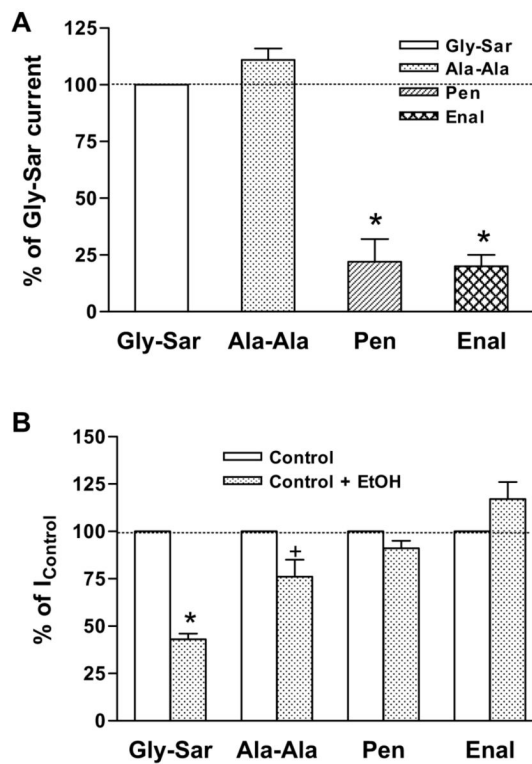 A
% of Gly-Sar current
125
100
75
50
25
0
Gly-Sar
Ala-Ala
Pen
Enal
*
*
Gly-Sar Ala-Ala Pen Enal
B
% of IControl
150
125
100
75
50
25
0
Control
Control + EtOH
*
+
Gly-Sar Ala-Ala Pen Enal